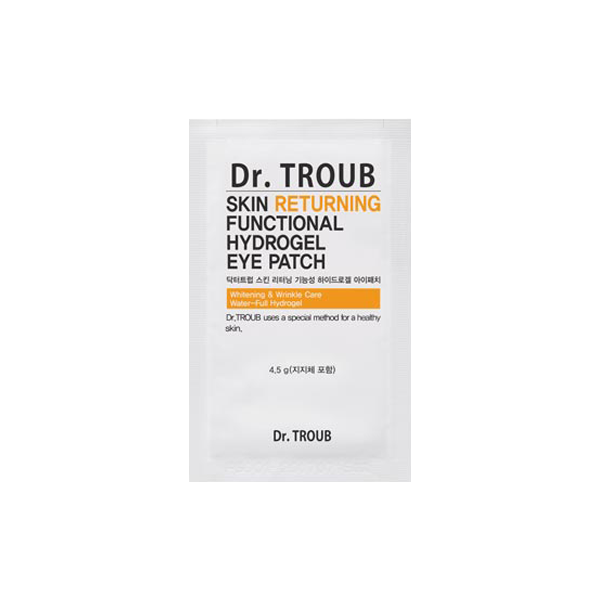 Dr. TROUB
SKIN RETURNING
FUNCTIONAL
HYDROGEL
EYE PATCH
닥터트럽 스킨 리터닝 기능성 하이드로겔 아이패치
Whitening & Wrinkle Care
Water-Full Hydrogel
Dr.TROUB uses a special method for a healthy
skin.
4.5 g(지지체 포함)
Dr. TROUB